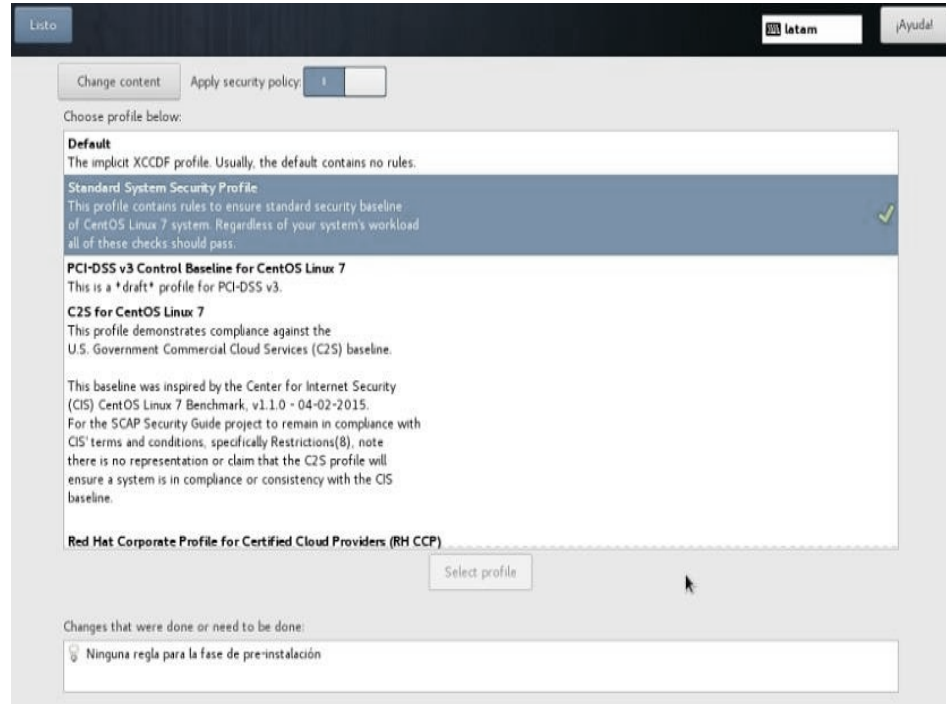 Listo
latam
¡Ayuda!
Change content
Apply security policy:
Choose profile below:
Default
The implicit XCCDF profile. Usually, the default contains no rules.
Standard System Security Profile
This profile contains rules to ensure standard security baseline
of CentOS Linux 7 system. Regardless of your system's workload
all of these checks should pass.
PCI-DSS v3 Control Baseline for CentOS Linux 7
This is a *draft* profile for PCI-DSS v3.
C2S for CentOS Linux 7
This profile demonstrates compliance against the
U.S. Government Commercial Cloud Services (C2S) baseline.
This baseline was inspired by the Center for Internet Security
(CIS) CentOS Linux 7 Benchmark, v1.1.0 - 04-02-2015.
For the SCAP Security Guide project to remain in compliance with
CIS' terms and conditions, specifically Restrictions(8), note
there is no representation or claim that the C2S profile will
ensure a system is in compliance or consistency with the CIS
baseline.
Red Hat Corporate Profile for Certified Cloud Providers (RH CCP)
Select profile
Changes that were done or need to be done:
Ninguna regla para la fase de pre-instalación